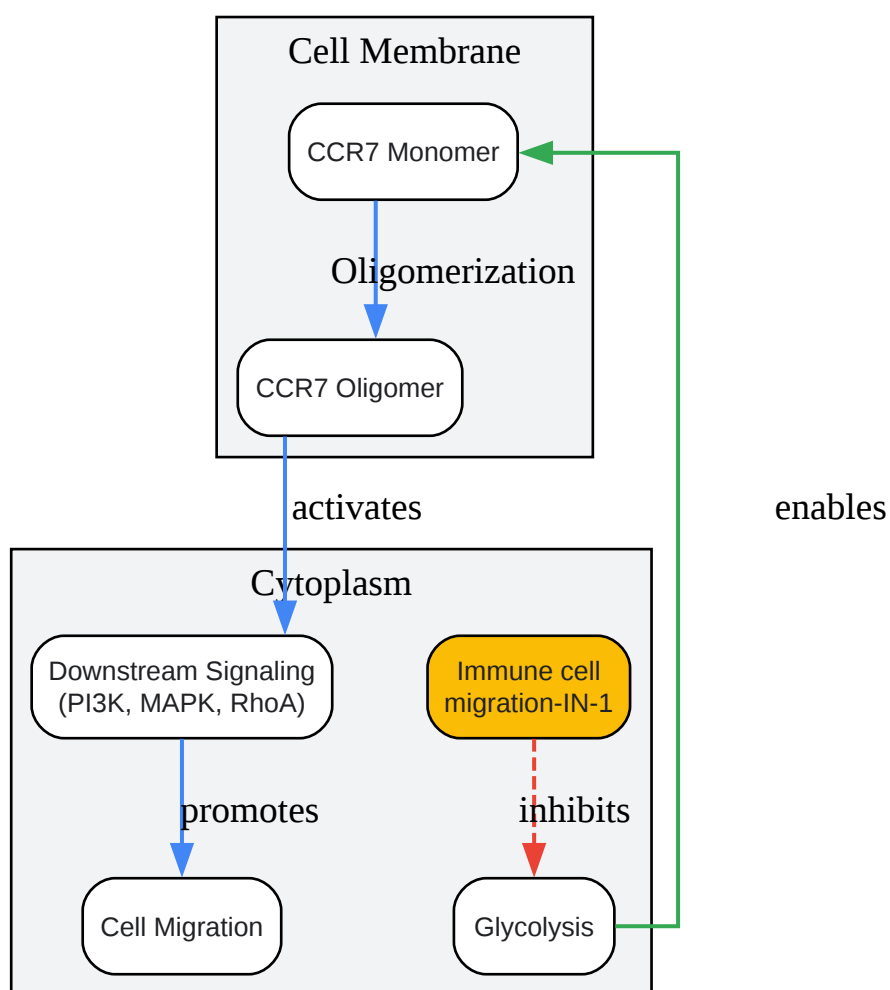 Cell Membrane
CCR7 Monomer
Oligomerization
CCR7 Oligomer
activates
enables
Cytoplasm
Downstream Signaling
(PI3K, MAPK, RhoA)
Immune cell
migration-IN-1
promotes
inhibits
Cell Migration
Glycolysis